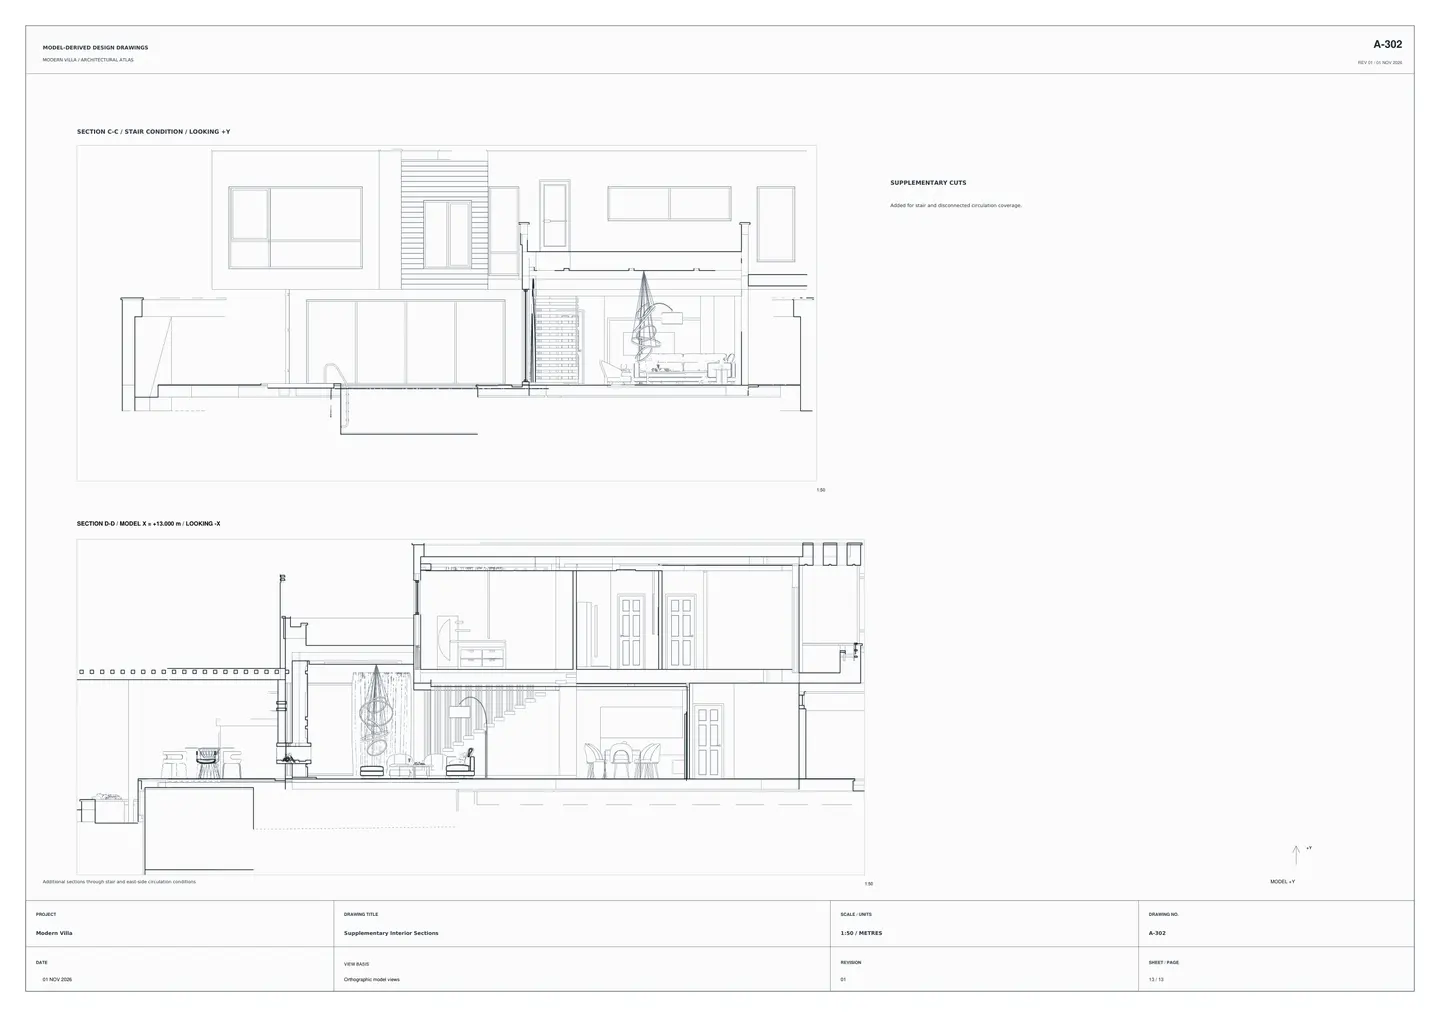 MODEL-DERIVED DESIGN DRAWINGS
MODERN VILLA / ARCHITECTURAL ATLAS
A-302
REV 01 / 01 NOV 2026
SECTION C-C / STAIR CONDITION / LOOKING +Y
SUPPLEMENTARY CUTS
Added for stair and disconnected circulation coverage.
1:50
SECTION D-D / MODEL X = +13.000 m / LOOKING -X
+Y
MODEL +Y
Additional sections through stair and east-side circulation conditions
1:50
PROJECT
Modern Villa
DRAWING TITLE
Supplementary Interior Sections
SCALE / UNITS
1:50 / METRES
DRAWING NO.
A-302
DATE
01 NOV 2026
VIEW BASIS
Orthographic model views
REVISION
01
SHEET / PAGE
13 / 13